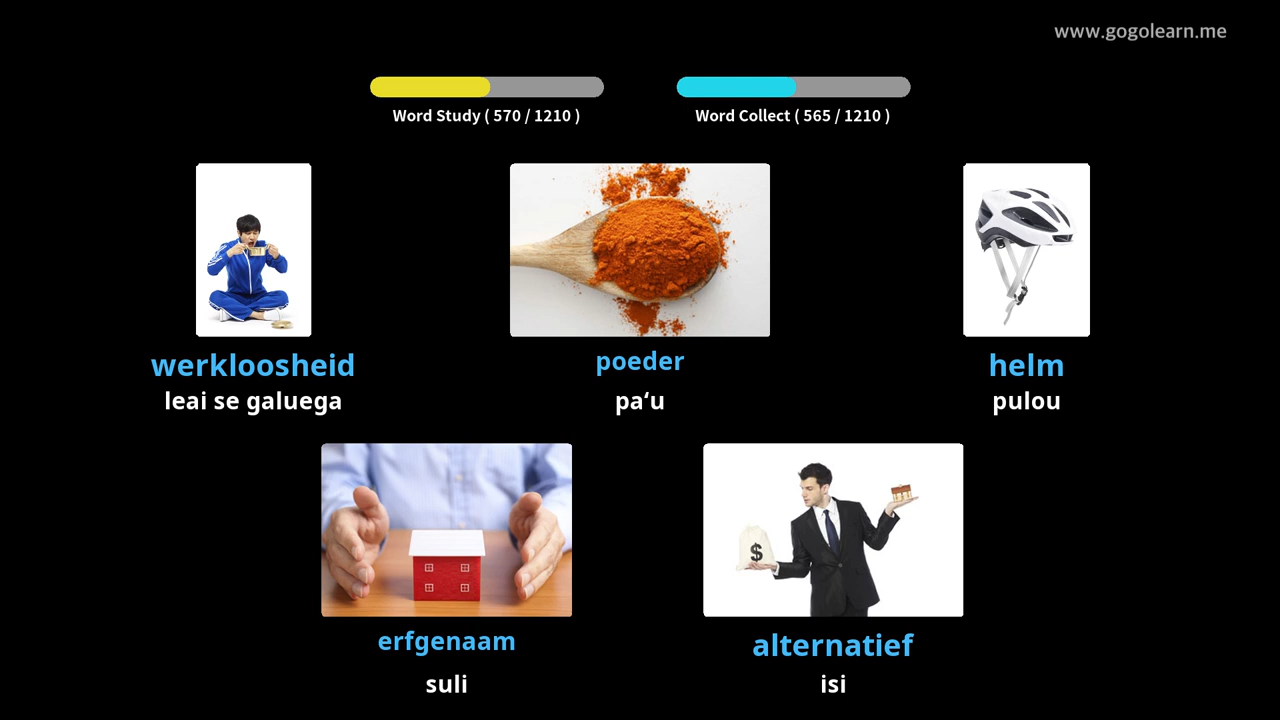 www.gogolearn.me
Word Study ( 570 / 1210 )
Word Collect ( 565 / 1210 )
werkloosheid
leai se galuega
poeder
paʻu
helm
pulou
$
erfgenaam
suli
alternatief
isi